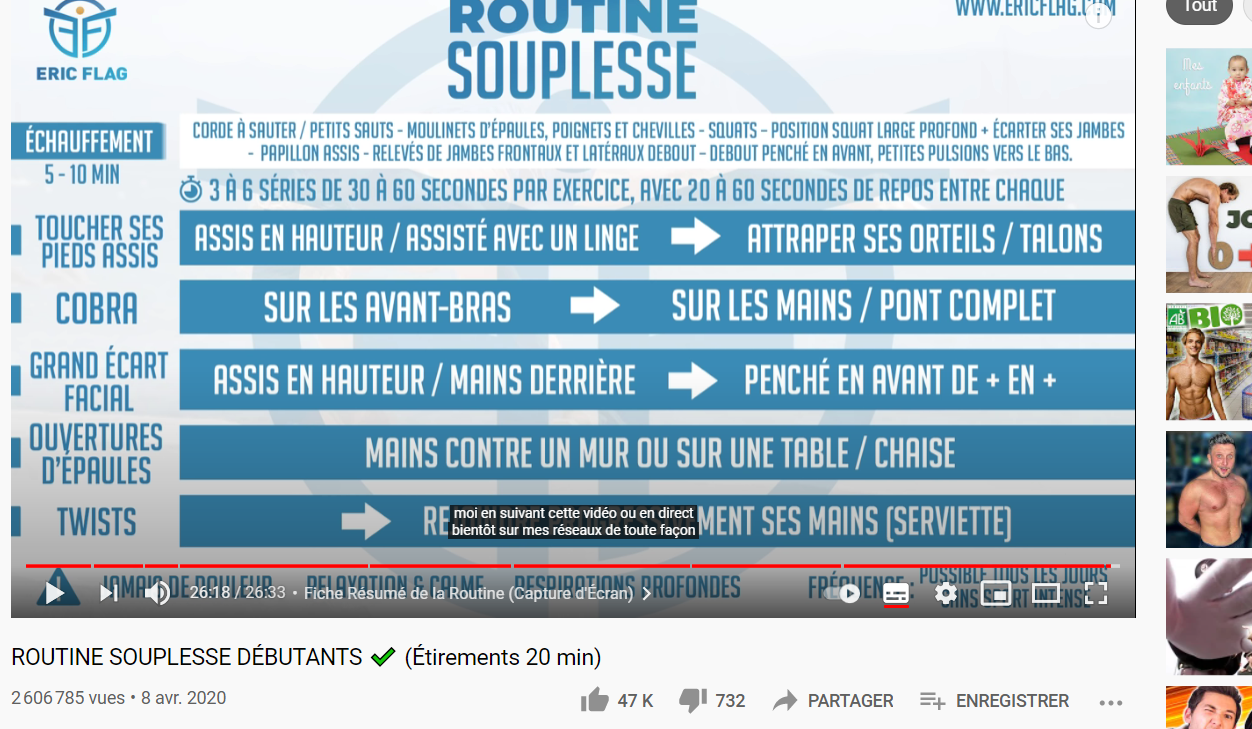 ROUTINE
SOUPLESSE
ERIC FLAG
WWW.ERICFLAG.COM
ÉCHAUFFEMENT
5 - 10 MIN
CORDE À SAUTER / PETITS SAUTS - MOULINETS D'ÉPAULES, POIGNETS ET CHEVILLES - SQUATS - POSITION SQUAT LARGE PROFOND + ÉCARTER SES JAMBES
- PAPILLON ASSIS - RELEVÉS DE JAMBES FACIAUX ET LATÉRAUX DEBOUT - DEBOUT PENCHÉ EN AVANT, PETITES PULSIONS VERS LE BAS.
3 À 6 SÉRIES DE 30 À 60 SECONDES PAR EXERCICE, AVEC 20 À 60 SECONDES DE REPOS ENTRE CHAQUE
TOUCHER SES
PIEDS ASSIS
ASSIS EN HAUTEUR / ASSISTÉ AVEC UN LINGE
ATTRAPER SES ORTEILS / TALONS
COBRA
SUR LES AVANT-BRAS
SUR LES MAINS / PONT COMPLET
GRAND ÉCART
FACIAL
ASSIS EN HAUTEUR / MAINS DERRIÈRE
PENCHÉ EN AVANT DE + EN +
OUVERTURES
D'ÉPAULES
MAINS CONTRE UN MUR OU SUR UNE TABLE / CHAISE
TWISTS
MENT SES MAINS (SERVIETTE)
moi en suivant cette vidéo ou en direct
bientôt sur mes réseaux de toute façon
JAMAIS DE DOULEUR RELAXATION & CALME RESPIRATIONS PROFONDES
POSSIBLE TOUS LES JOURS
SANS SPORT INTENSE
26:18 / 26:33 • Fiche Résumé de la Routine (Capture d'Écran)
ROUTINE SOUPLESSE DÉBUTANTS ✔ (Étirements 20 min)
2 606 785 vues • 8 avr. 2020
47 K
732
PARTAGER
ENREGISTRER
Tout
Mes
enfants
JO
0+
AB
BIO